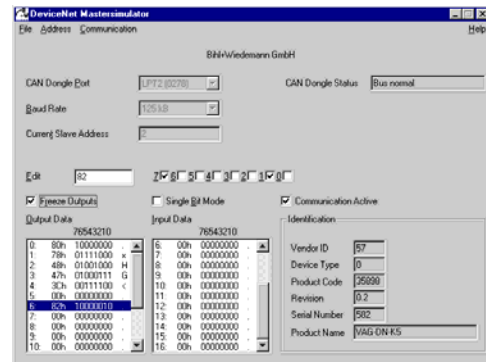 DeviceNet Mastersimulator
File Address Communication Help
Bihl+Wiedemann GmbH
CAN Dongle Port LPT2 (0278) CAN Dongle Status Bus normal
Baud Rate 125 kB
Current Slave Address 2
Edit 82 7 6 5 4 3 2 1 0
Freeze Outputs Single Bit Mode Communication Active
Output Data Input Data Identification
76543210 76543210
0: 80h 10000000 . 6: 00h 00000000 .
1: 78h 01111000 x 7: 00h 00000000 .
2: 48h 01001000 H 8: 00h 00000000 .
3: 47h 01000111 G 9: 00h 00000000 .
4: 3Ch 00111100 < 10: 00h 00000000 .
5: 00h 00000000 . 11: 00h 00000000 .
6: 82h 10000010 . 12: 00h 00000000 .
7: 00h 00000000 . 13: 00h 00000000 .
8: 00h 00000000 . 14: 00h 00000000 .
9: 00h 00000000 . 15: 00h 00000000 .
10: 00h 00000000 . 16: 00h 00000000 .
Vendor ID 57
Device Type 0
Product Code 35890
Revision 0.2
Serial Number 582
Product Name VAG-DN-K5